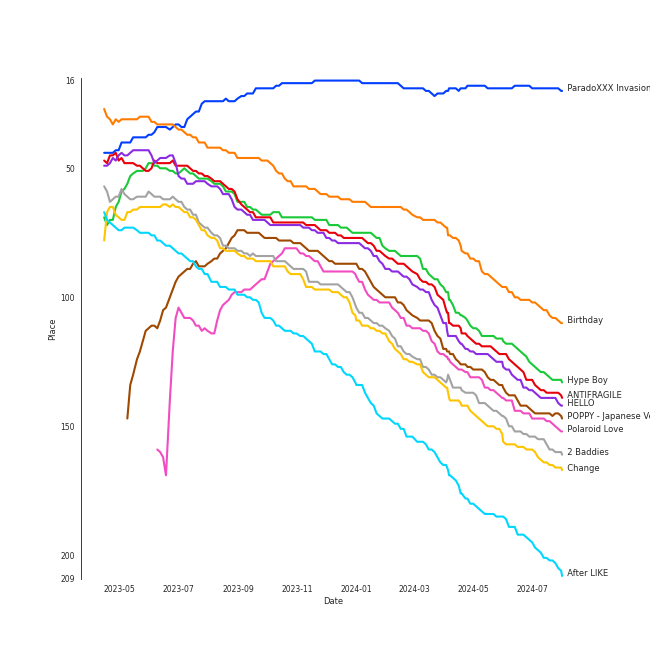 16
50
100
150
200
209
Place
2023-05
2023-07
2023-09
2023-11
2024-01
2024-03
2024-05
2024-07
Date
ParadoXXX Invasion
Birthday
Hype Boy
ANTIFRAGILE
HELLO
POPPY - Japanese Ve
Polaroid Love
2 Baddies
Change
After LIKE